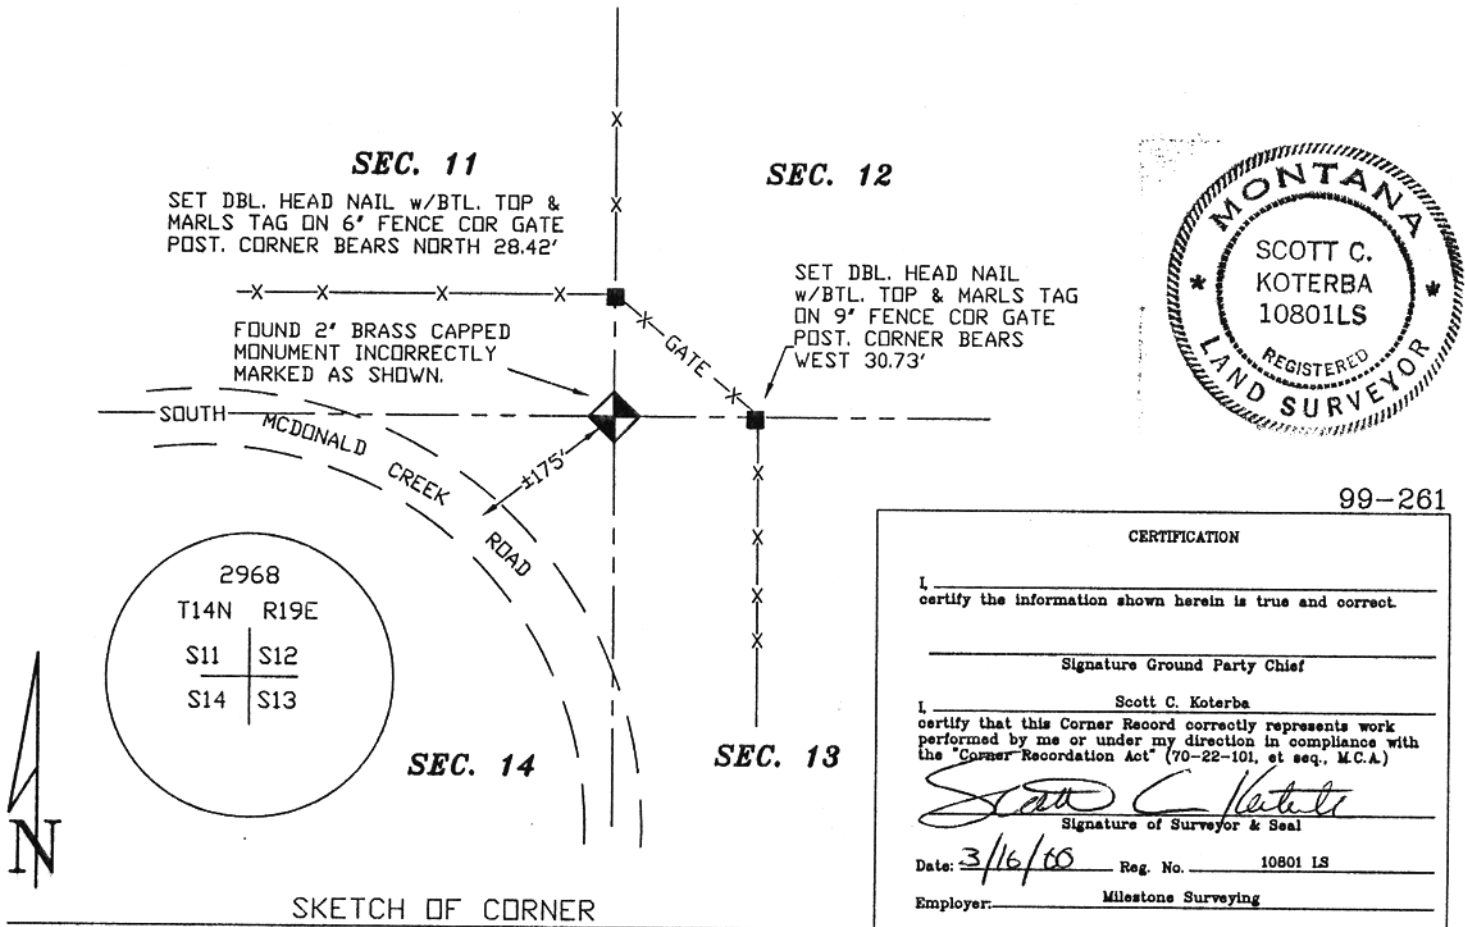 SEC. 11
SET DBL. HEAD NAIL w/BTL. TOP &
MARLS TAG ON 6" FENCE COR GATE
POST. CORNER BEARS NORTH 28.42'
SEC. 12
SET DBL. HEAD NAIL
w/BTL. TOP & MARLS TAG
ON 9" FENCE COR GATE
POST. CORNER BEARS
WEST 30.73'
FOUND 2" BRASS CAPPED
MONUMENT INCORRECTLY
MARKED AS SHOWN.
GATE
SOUTH MCDONALD CREEK ROAD
±175'
2968
T14N R19E
S11 S12
S14 S13
SEC. 14
SEC. 13
N
SKETCH OF CORNER
MONTANA
SCOTT C.
KOTERBA
10801LS
REGISTERED
LAND SURVEYOR
99-261
CERTIFICATION
I,
certify the information shown herein is true and correct.
Signature Ground Party Chief
I, Scott C. Koterba
certify that this Corner Record correctly represents work
performed by me or under my direction in compliance with
the "Corner Recordation Act" (70-22-101, et seq., M.C.A.)
Scott C Koterba
Signature of Surveyor & Seal
Date: 3/16/00 Reg. No. 10801 LS
Employer: Milestone Surveying